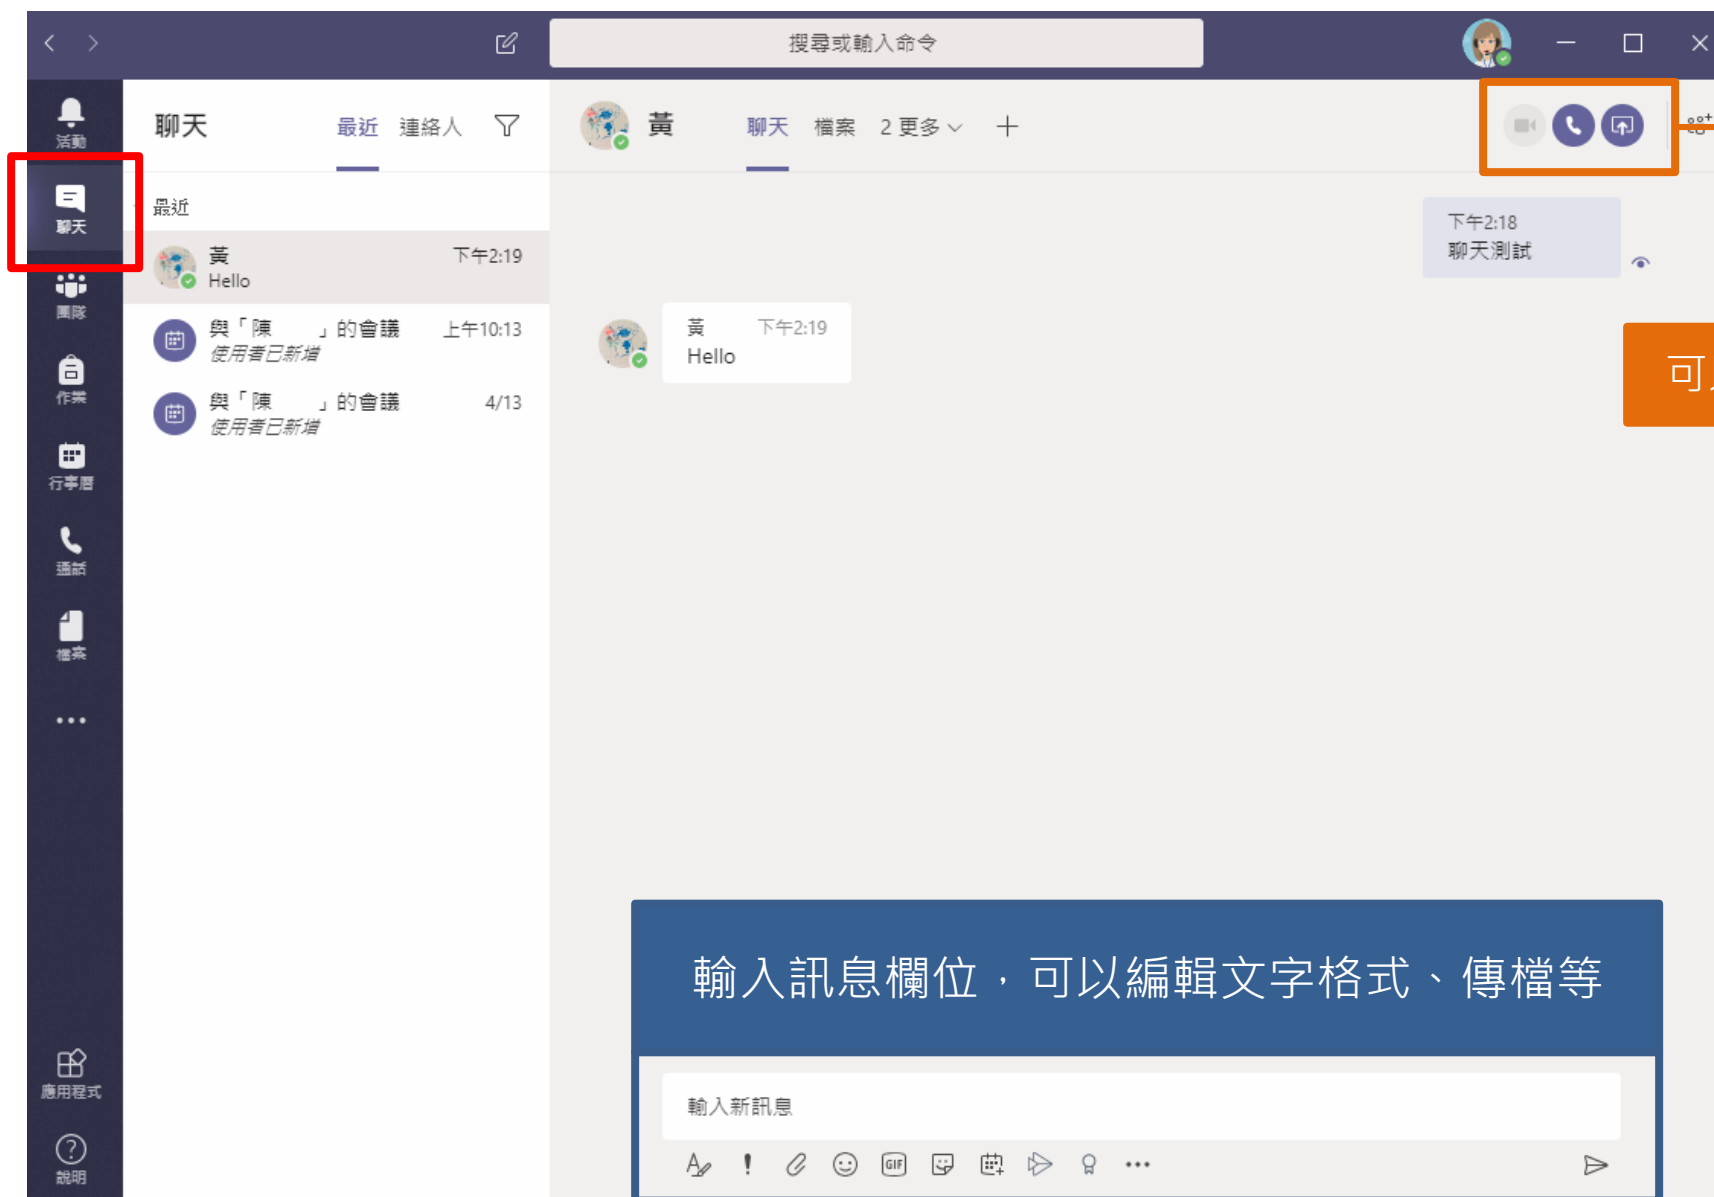 搜尋或輸入命令
活動
聊天
團隊
作業
行事曆
通話
檔案
應用程式
說明
聊天 最近 連絡人
最近
黃 下午2:19
Hello
與「陳 」的會議 上午10:13
使用者已新增
與「陳 」的會議 4/13
使用者已新增
黃 聊天 檔案 2 更多
下午2:18
聊天測試
黃 下午2:19
Hello
可
輸入訊息欄位，可以編輯文字格式、傳檔等
輸入新訊息
GIF